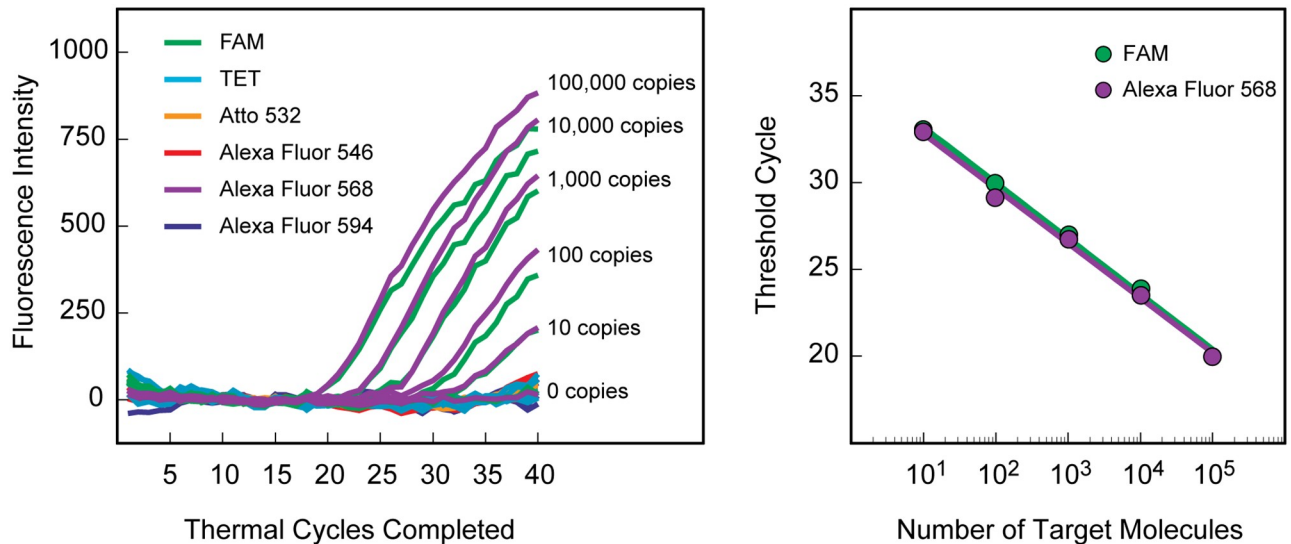 Fluorescence Intensity
1000
750
500
250
0
FAM
TET
Atto 532
Alexa Fluor 546
Alexa Fluor 568
Alexa Fluor 594
100,000 copies
10,000 copies
1,000 copies
100 copies
10 copies
0 copies
5 10 15 20 25 30 35 40
Thermal Cycles Completed
Threshold Cycle
35
30
25
20
FAM
Alexa Fluor 568
10¹ 10² 10³ 10⁴ 10⁵
Number of Target Molecules